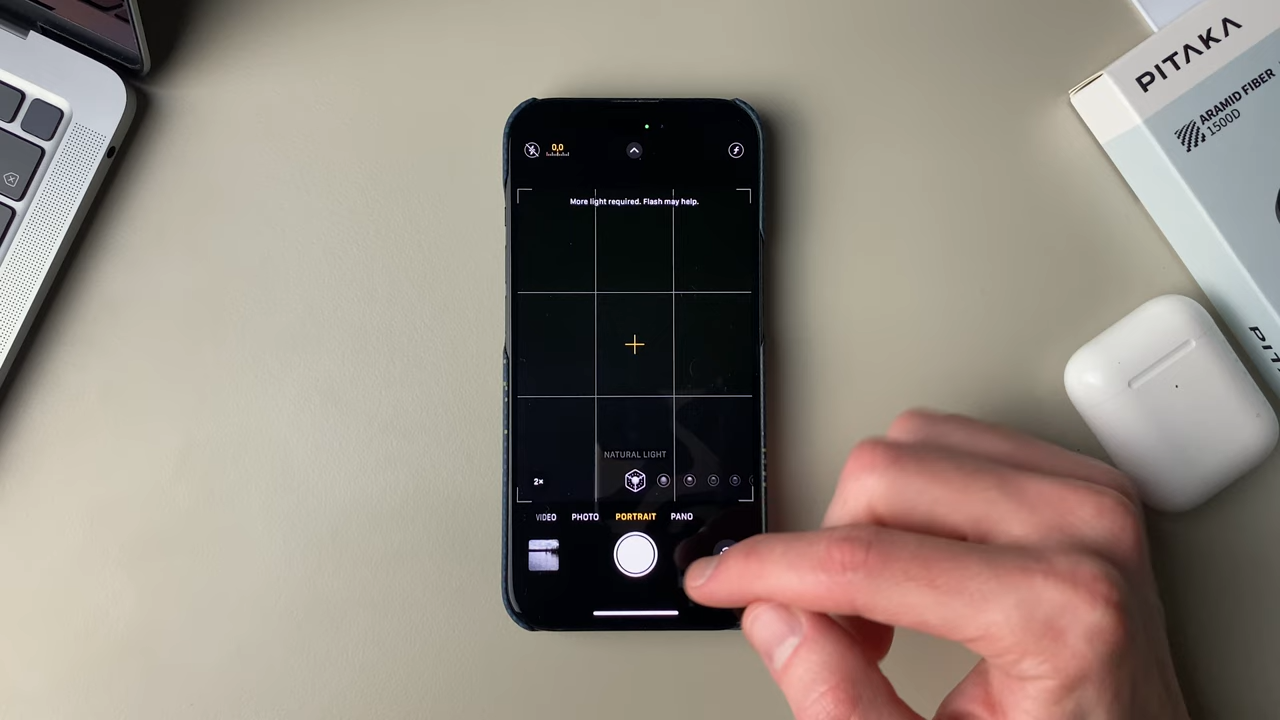 PITAKA
ARAMID FIBER
1500D
0,0
More light required. Flash may help.
NATURAL LIGHT
2×
VIDEO PHOTO PORTRAIT PANO